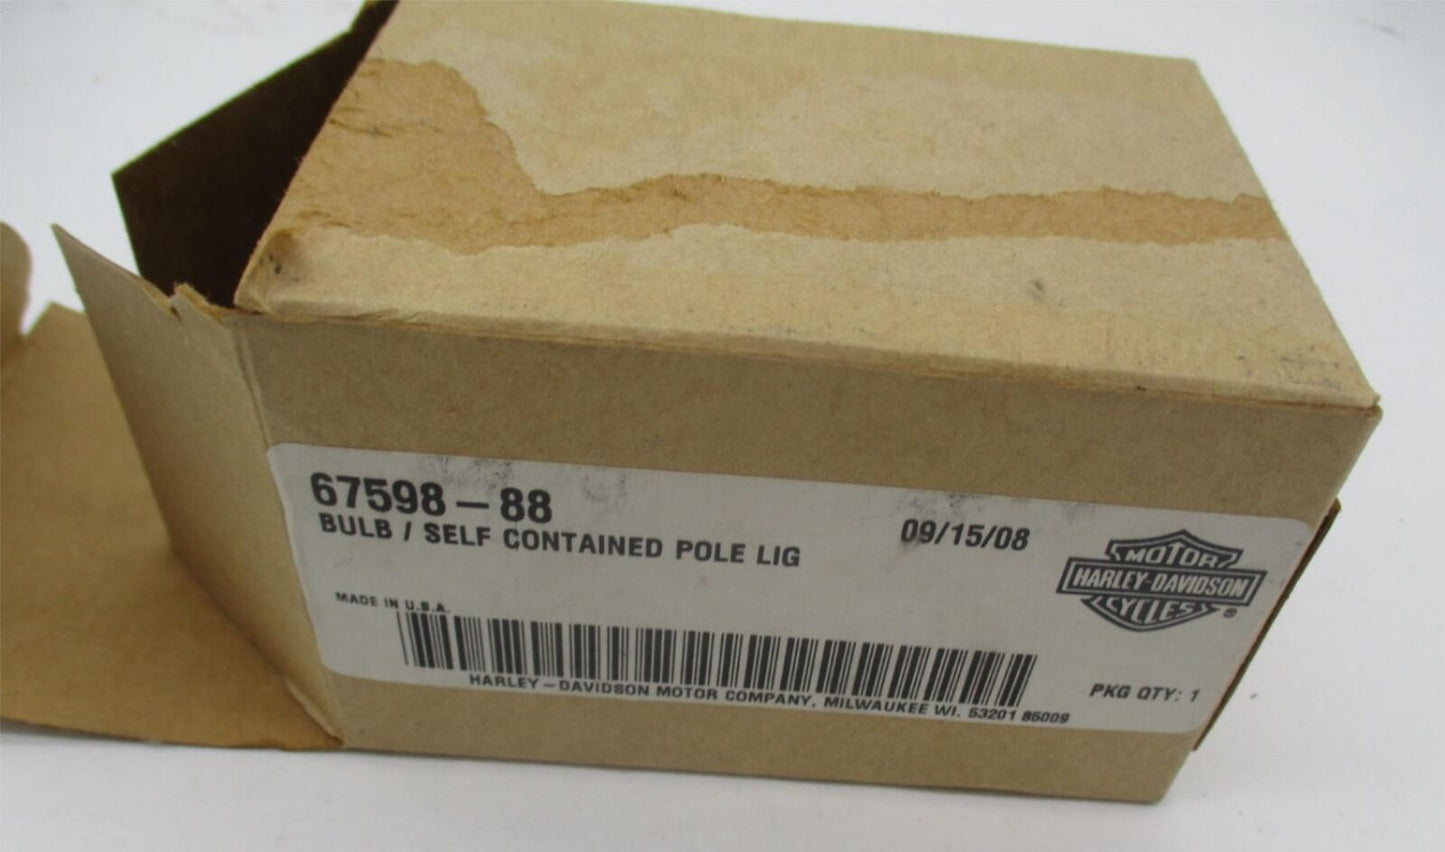 67598-88
BULB / SELF CONTAINED POLE LIG
09/15/08
MOTOR
HARLEY-DAVIDSON
CYCLES®
MADE IN U.S.A.
HARLEY-DAVIDSON MOTOR COMPANY, MILWAUKEE WI. 53201 85009
PKG QTY: 1